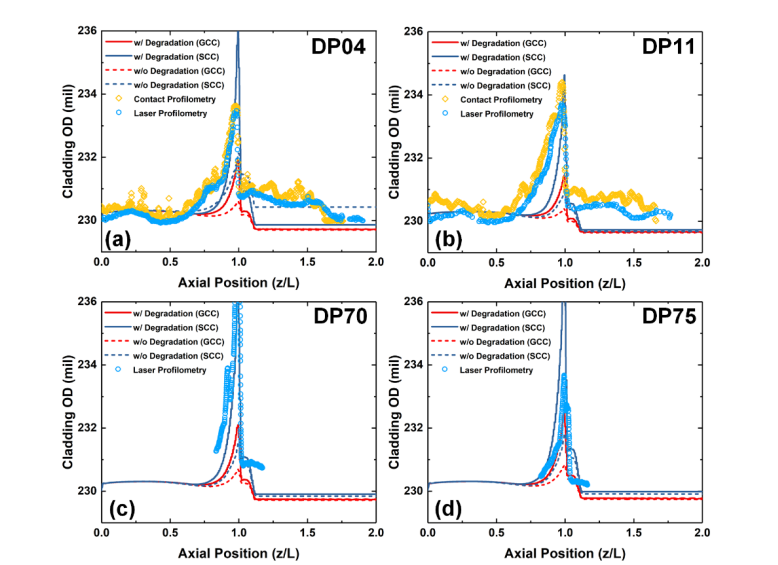 236
234
232
230
Cladding OD (mil)
w/ Degradation (GCC)
w/ Degradation (SCC)
w/o Degradation (GCC)
w/o Degradation (SCC)
Contact Profilometry
Laser Profilometry
DP04
(a)
0.0 0.5 1.0 1.5 2.0
Axial Position (z/L)
236
234
232
230
Cladding OD (mil)
w/ Degradation (GCC)
w/ Degradation (SCC)
w/o Degradation (GCC)
w/o Degradation (SCC)
Contact Profilometry
Laser Profilometry
DP11
(b)
0.0 0.5 1.0 1.5 2.0
Axial Position (z/L)
236
234
232
230
Cladding OD (mil)
w/ Degradation (GCC)
w/ Degradation (SCC)
w/o Degradation (GCC)
w/o Degradation (SCC)
Laser Profilometry
DP70
(c)
0.0 0.5 1.0 1.5 2.0
Axial Position (z/L)
236
234
232
230
Cladding OD (mil)
w/ Degradation (GCC)
w/ Degradation (SCC)
w/o Degradation (GCC)
w/o Degradation (SCC)
Laser Profilometry
DP75
(d)
0.0 0.5 1.0 1.5 2.0
Axial Position (z/L)